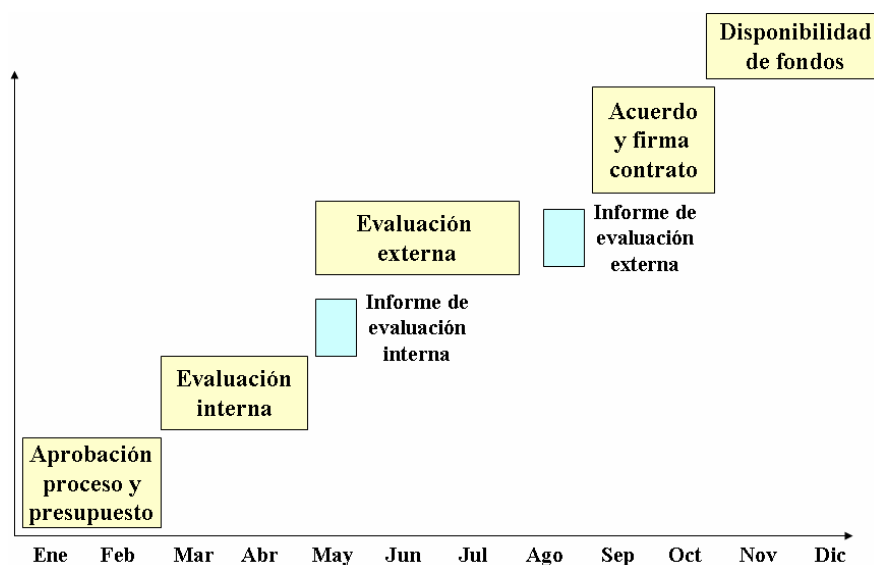 Disponibilidad
de fondos
Acuerdo
y firma
contrato
Evaluación
externa
Informe de
evaluación
externa
Informe de
evaluación
interna
Evaluación
interna
Aprobación
proceso y
presupuesto
Ene Feb Mar Abr May Jun Jul Ago Sep Oct Nov Dic